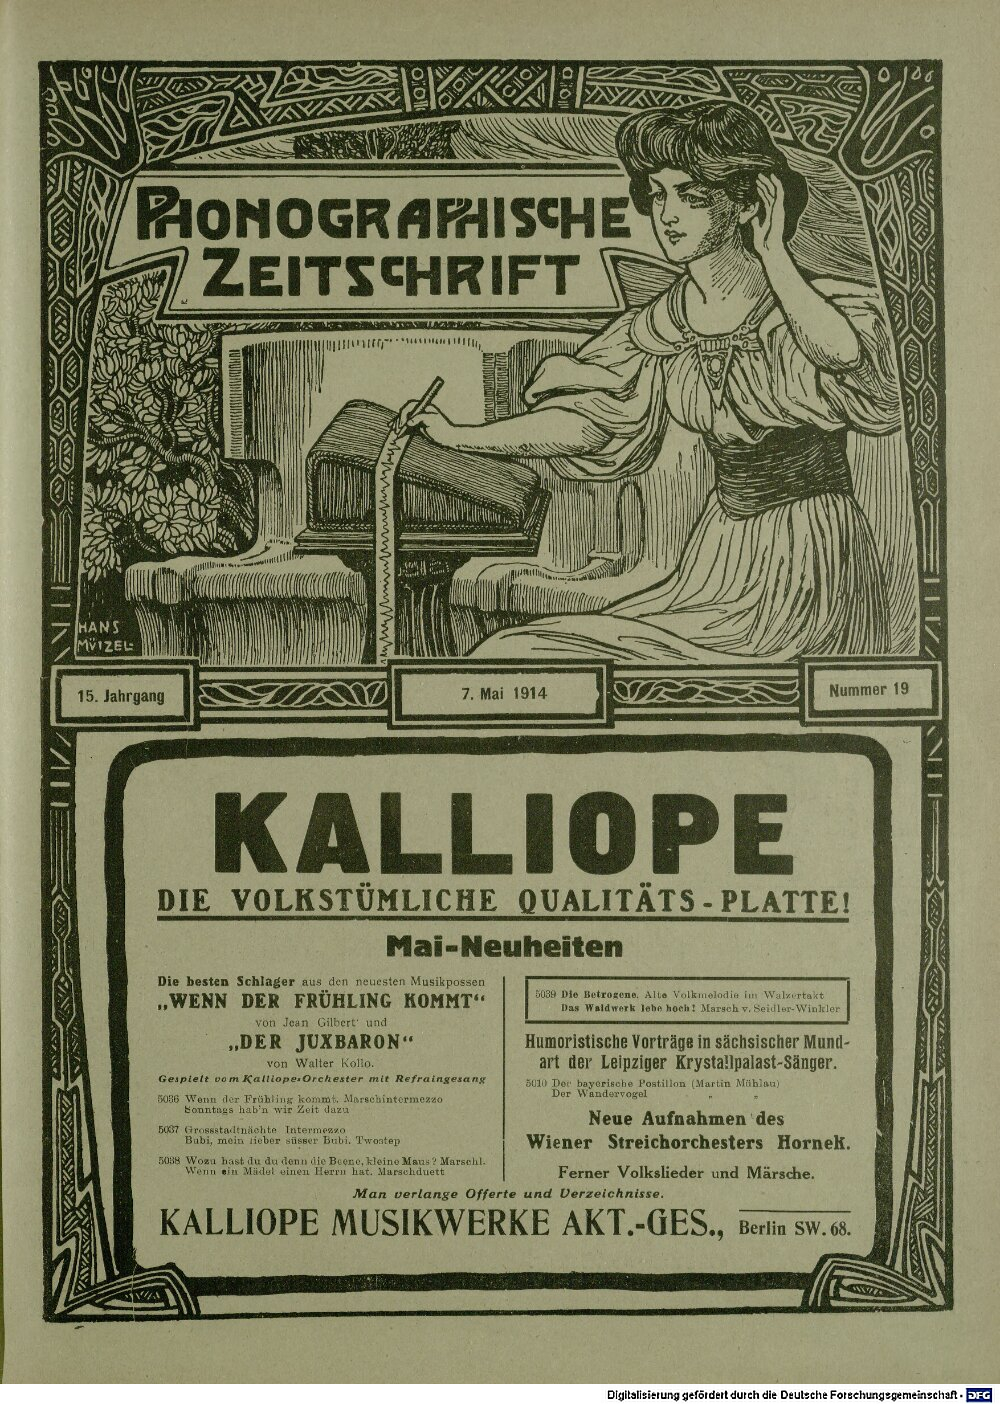 PHONOGRAPHISCHE
ZEITSCHRIFT
HANS
MÜTZEL
15. Jahrgang
7. Mai 1914
Nummer 19
KALLIOPE
DIE VOLKSTÜMLICHE QUALITÄTS-PLATTE!
Mai-Neuheiten
Die besten Schlager aus den neuesten Musikpossen
„WENN DER FRÜHLING KOMMT“
von Jean Gilbert und
„DER JUXBARON“
von Walter Kollo.
Gespielt vom Kalliope-Orchester mit Refraingesang
5036 Wenn der Frühling kommt. Marschintermezzo
Sonntags hab'n wir Zeit dazu
5037 Grossstadtnächte Intermezzo
Bubi, mein lieber süsser Bubi. Twostep
5038 Wozu hast du du denn die Beene, kleine Maus? Marschl.
Wenn ein Mädel einen Herrn hat. Marschduett
5039 Die Betrogene. Alte Volkmelodie im Walzertakt
Das Waldwerk lebe hoch! Marsch v. Seidler-Winkler
Humoristische Vorträge in sächsischer Mund-
art der Leipziger Krystallpalast-Sänger.
5010 Der bayerische Postillon (Martin Mühlau)
Der Wandervogel " "
Neue Aufnahmen des
Wiener Streichorchesters Hornek.
Ferner Volkslieder und Märsche.
Man verlange Offerte und Verzeichnisse.
KALLIOPE MUSIKWERKE AKT.-GES., Berlin SW. 68.
Digitalisierung gefördert durch die Deutsche Forschungsgemeinschaft - DFG